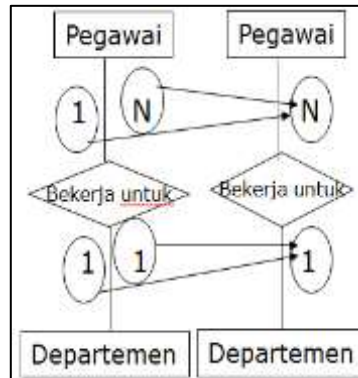 Pegawai Pegawai
N N
1
Bekerja untuk Bekerja untuk
1 1
1
Departemen Departemen